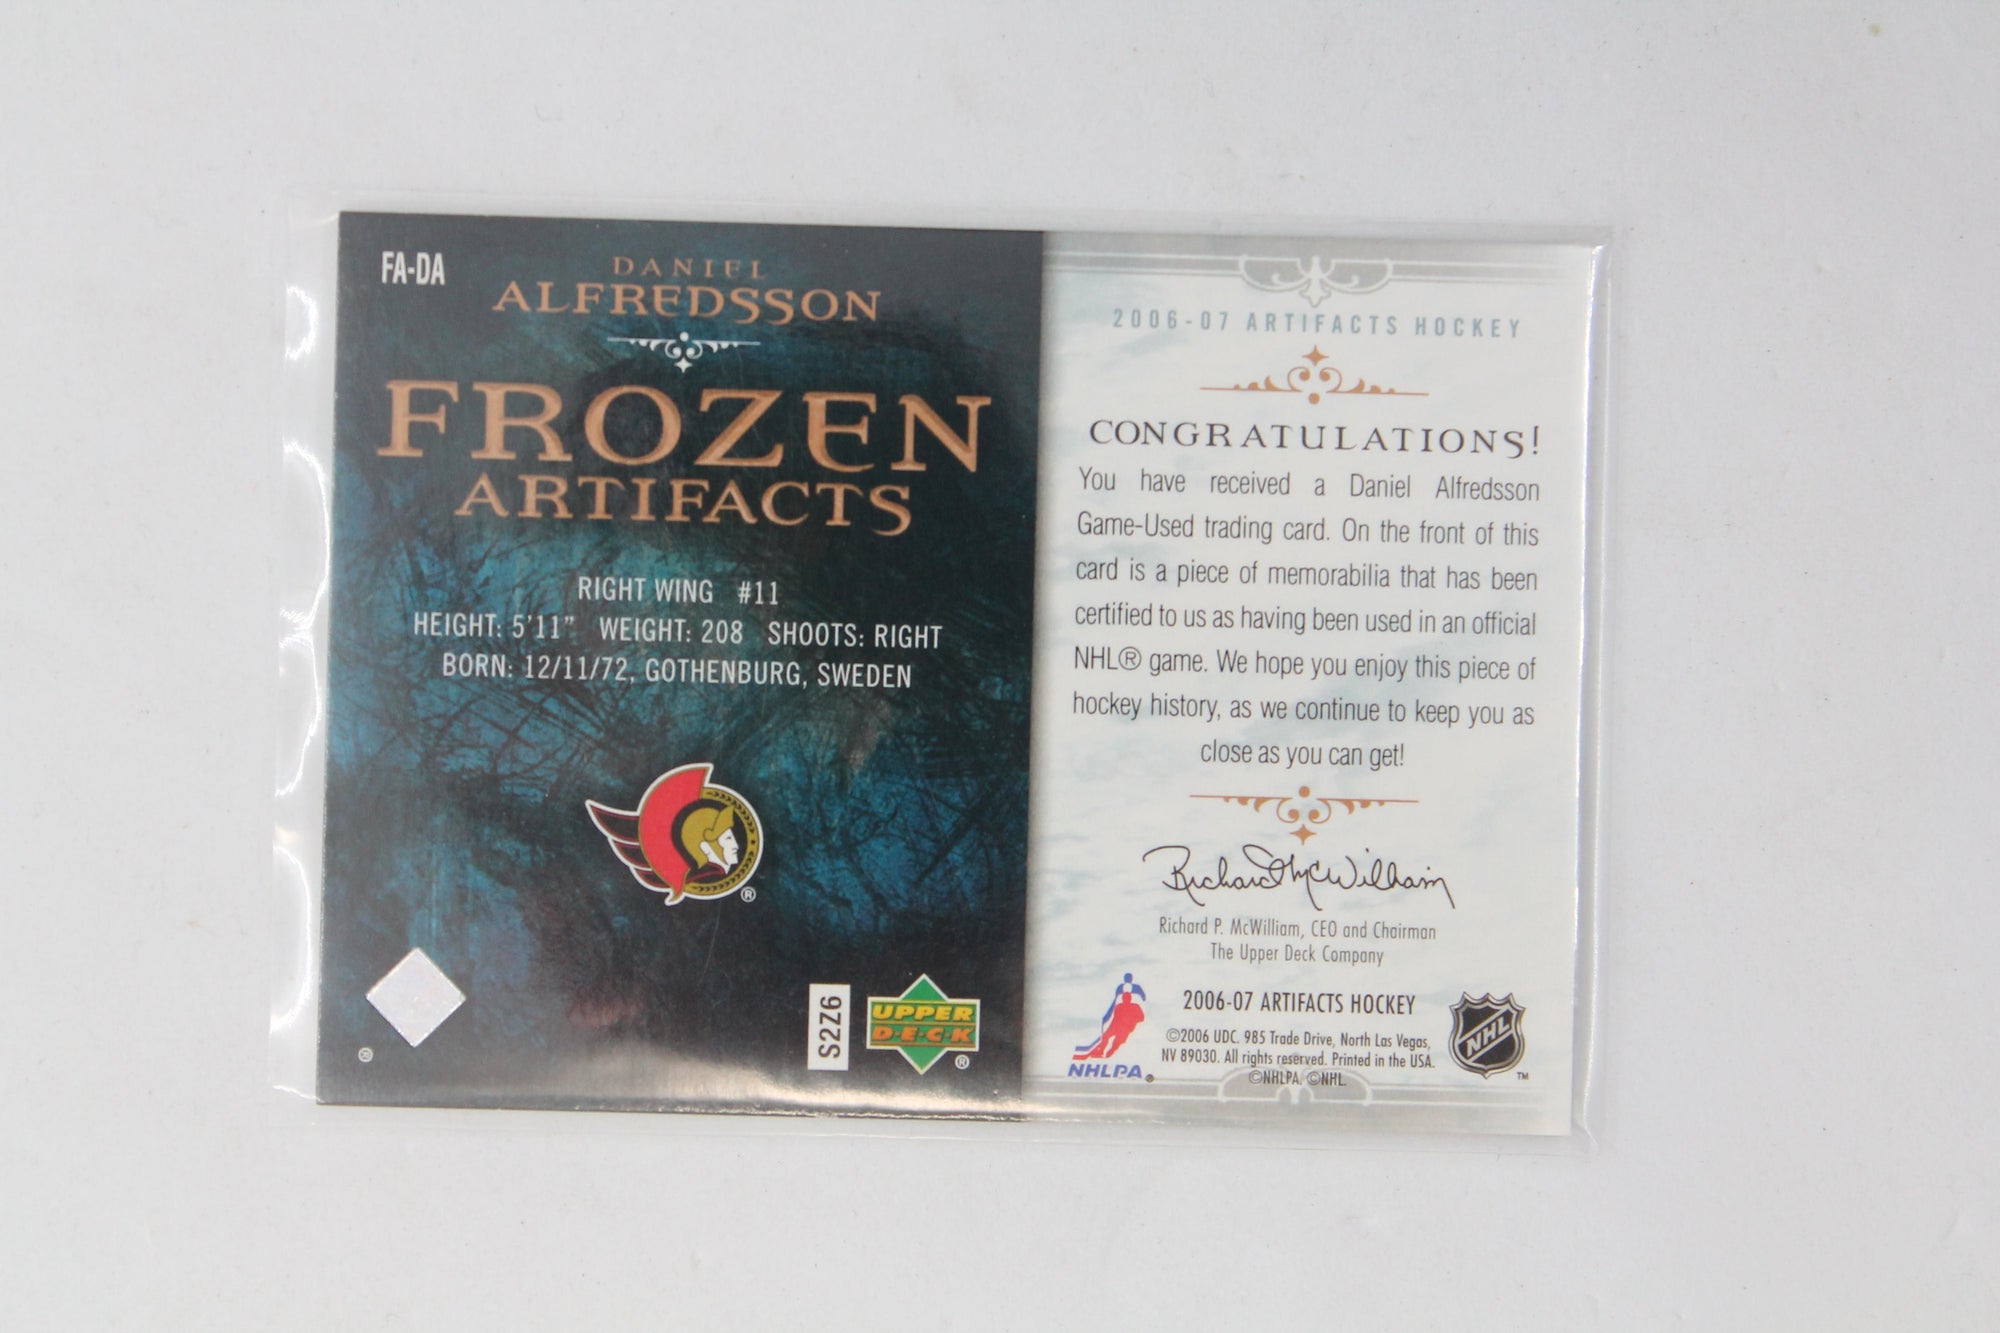 FA-DA
DANIEL
ALFREDSSON
FROZEN
ARTIFACTS
RIGHT WING #11
HEIGHT: 5'11" WEIGHT: 208 SHOOTS: RIGHT
BORN: 12/11/72, GOTHENBURG, SWEDEN
®
®
S2Z6
UPPER
D·E·C·K
®
2006-07 ARTIFACTS HOCKEY
CONGRATULATIONS!
You have received a Daniel Alfredsson
Game-Used trading card. On the front of this
card is a piece of memorabilia that has been
certified to us as having been used in an official
NHL® game. We hope you enjoy this piece of
hockey history, as we continue to keep you as
close as you can get!
Richard McWilliam
Richard P. McWilliam, CEO and Chairman
The Upper Deck Company
2006-07 ARTIFACTS HOCKEY
©2006 UDC. 985 Trade Drive, North Las Vegas,
NV 89030. All rights reserved. Printed in the USA.
©NHLPA. ©NHL.
NHLPA®
NHL
™